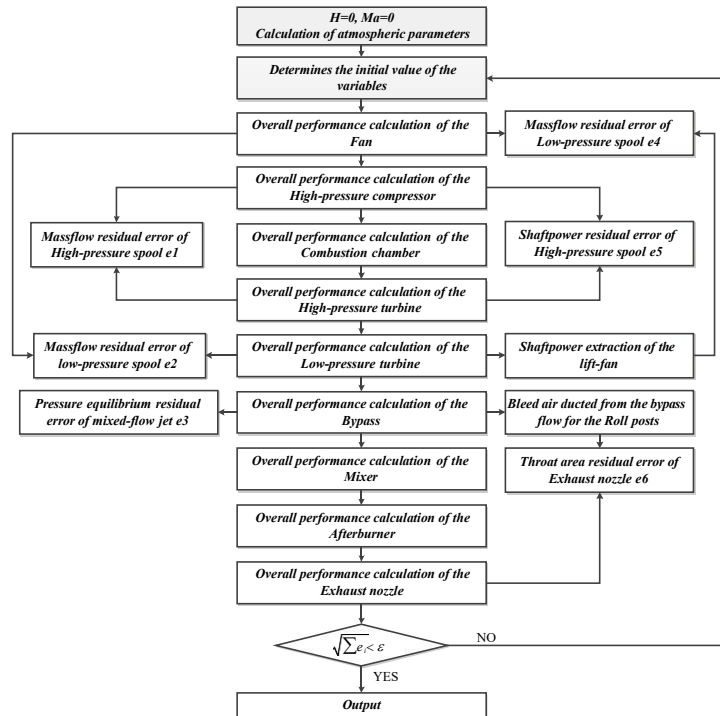 H=0, Ma=0
Calculation of atmospheric parameters
Determines the initial value of the
variables
Overall performance calculation of the
Fan
Massflow residual error of
Low-pressure spool e4
Overall performance calculation of the
High-pressure compressor
Massflow residual error of
High-pressure spool e1
Overall performance calculation of the
Combustion chamber
Shaftpower residual error of
High-pressure spool e5
Overall performance calculation of the
High-pressure turbine
Massflow residual error of
low-pressure spool e2
Overall performance calculation of the
Low-pressure turbine
Shaftpower extraction of the
lift-fan
Pressure equilibrium residual
error of mixed-flow jet e3
Overall performance calculation of the
Bypass
Bleed air ducted from the bypass
flow for the Roll posts
Overall performance calculation of the
Mixer
Throat area residual error of
Exhaust nozzle e6
Overall performance calculation of the
Afterburner
Overall performance calculation of the
Exhaust nozzle
√∑eᵢ < ε
NO
YES
Output